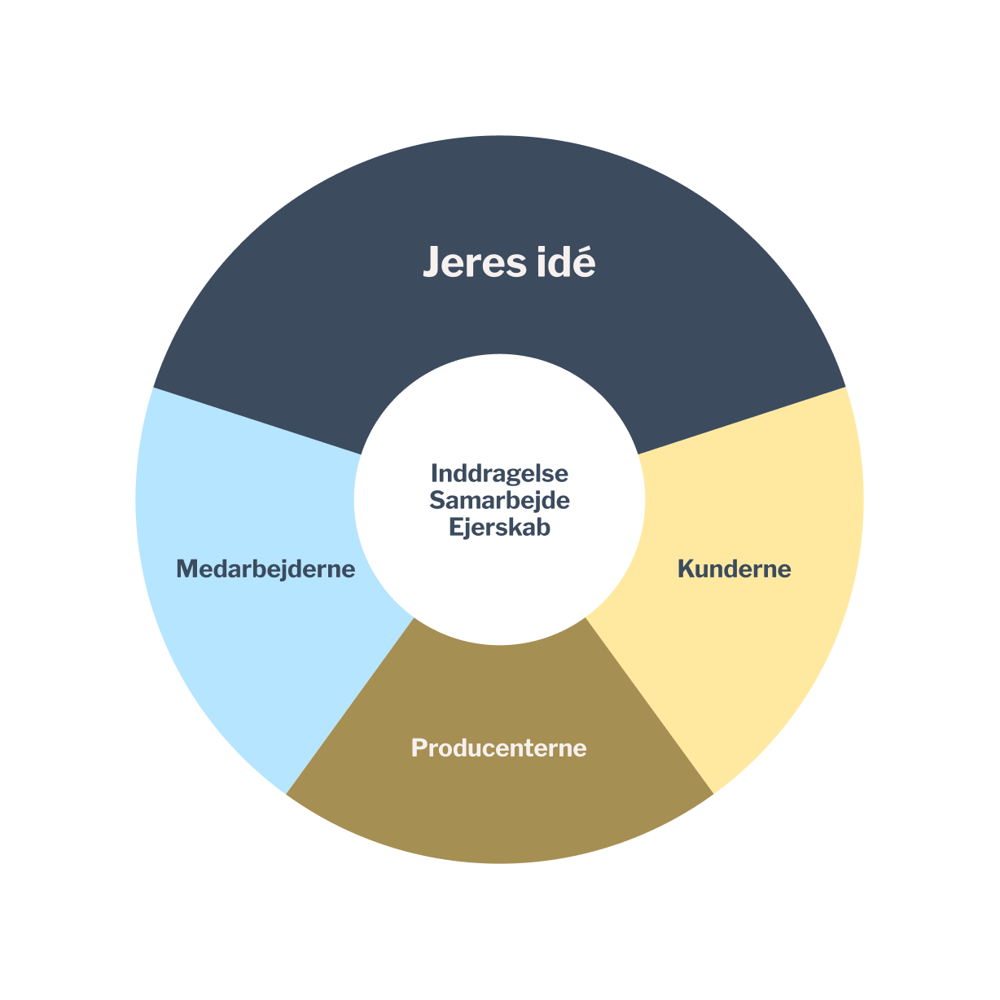 Jeres idé
Inddragelse
Samarbejde
Ejerskab
Medarbejderne
Kunderne
Producenterne